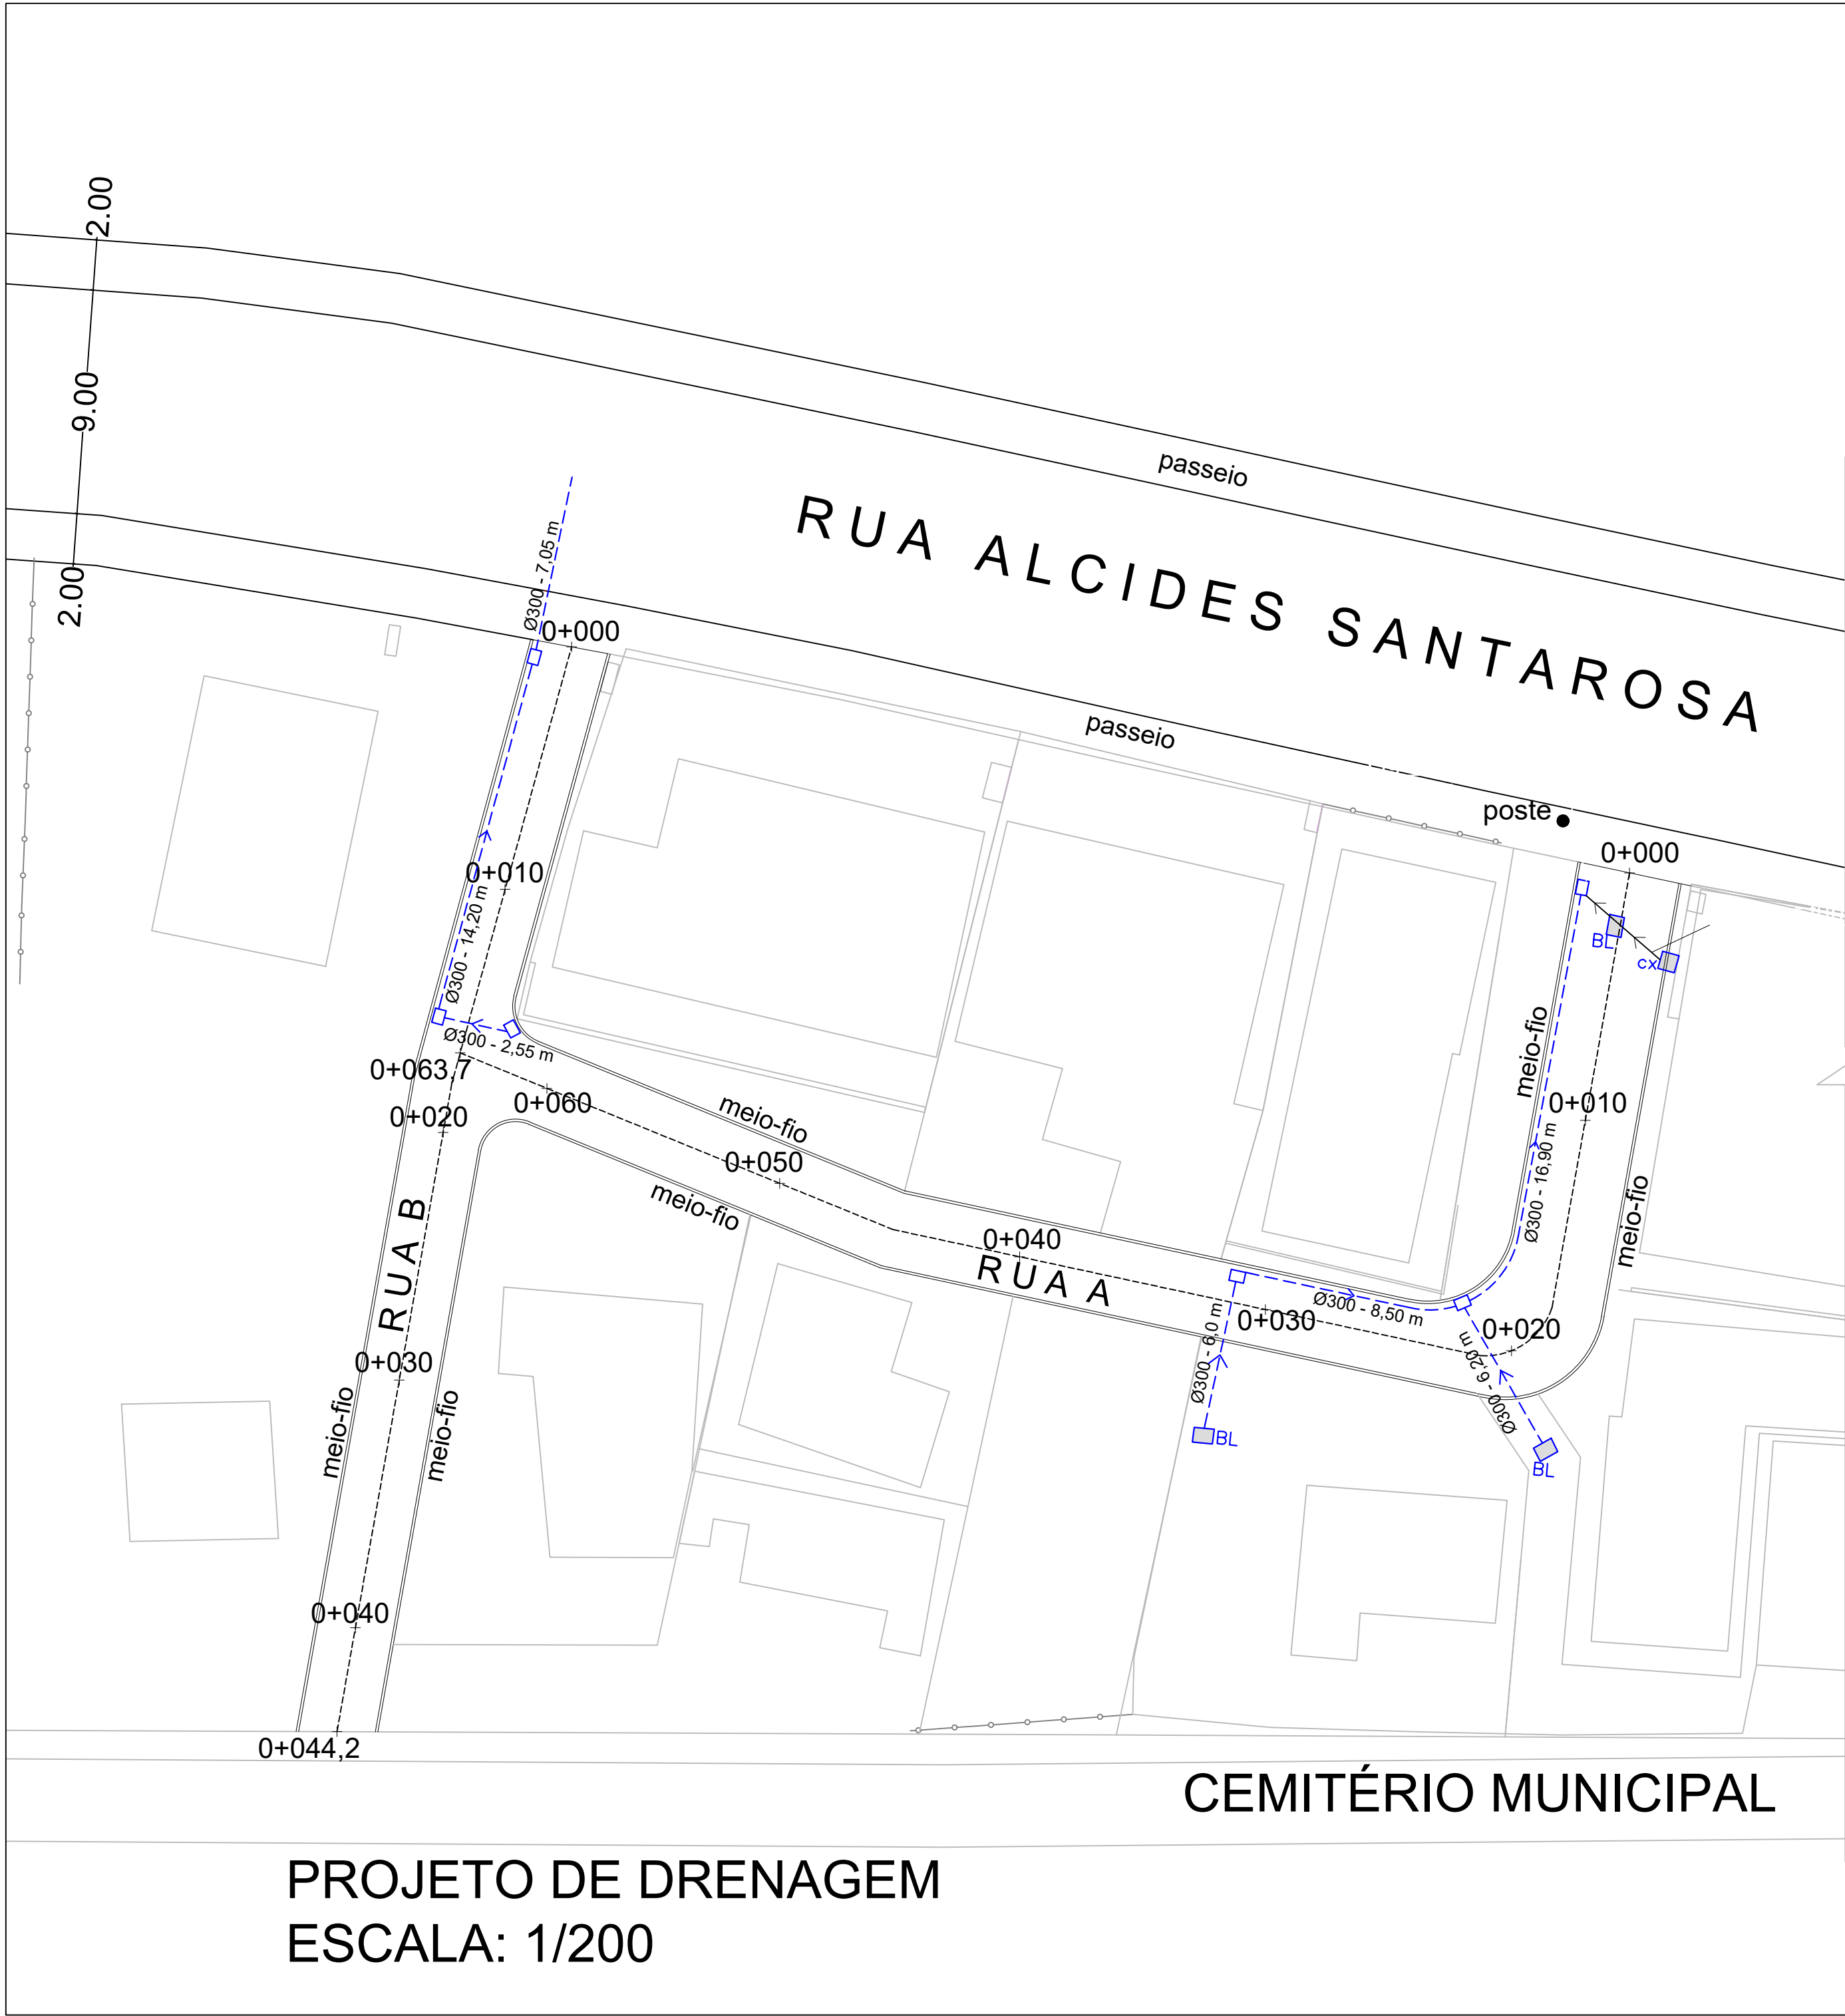 2.00
9.00
2.00
passeio
RUA ALCIDES SANTAROSA
Ø300 - 7,05 m
0+000
passeio
poste
0+000
0+010
BL
cx
Ø300 - 14,20 m
meio-fio
Ø300 - 2,55 m
0+063,7
0+060
0+010
meio-fio
0+020
Ø300 - 16,90 m
0+050
meio-fio
meio-fio
RUA B
0+040
RUA A
Ø300 - 8,50 m
0+030
0+020
Ø300 - 6,0 m
Ø300 - 6,20 m
0+030
meio-fio
meio-fio
BL
BL
0+040
0+044,2
CEMITÉRIO MUNICIPAL
PROJETO DE DRENAGEM
ESCALA: 1/200